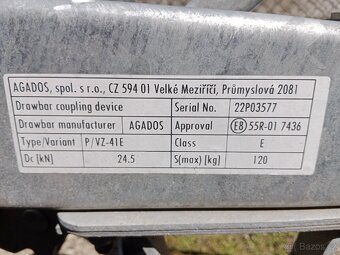 AGADOS, spol. s r.o., CZ 594 01 Velké Meziříčí, Průmyslová 2081
Drawbar coupling device Serial No. 22P03577
Drawbar manufacturer AGADOS Approval E8 55R-01 7436
Type/Variant P/VZ-41E Class E
Dc [kN] 24.5 S(max) [kg] 120